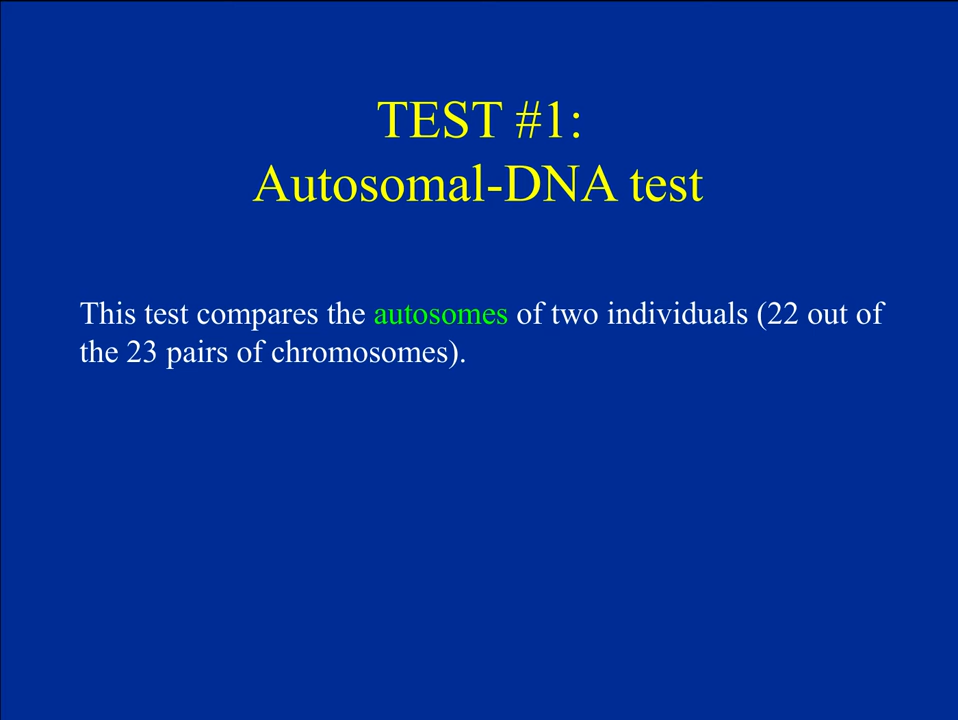 TEST #1:
Autosomal-DNA test
This test compares the autosomes of two individuals (22 out of
the 23 pairs of chromosomes).